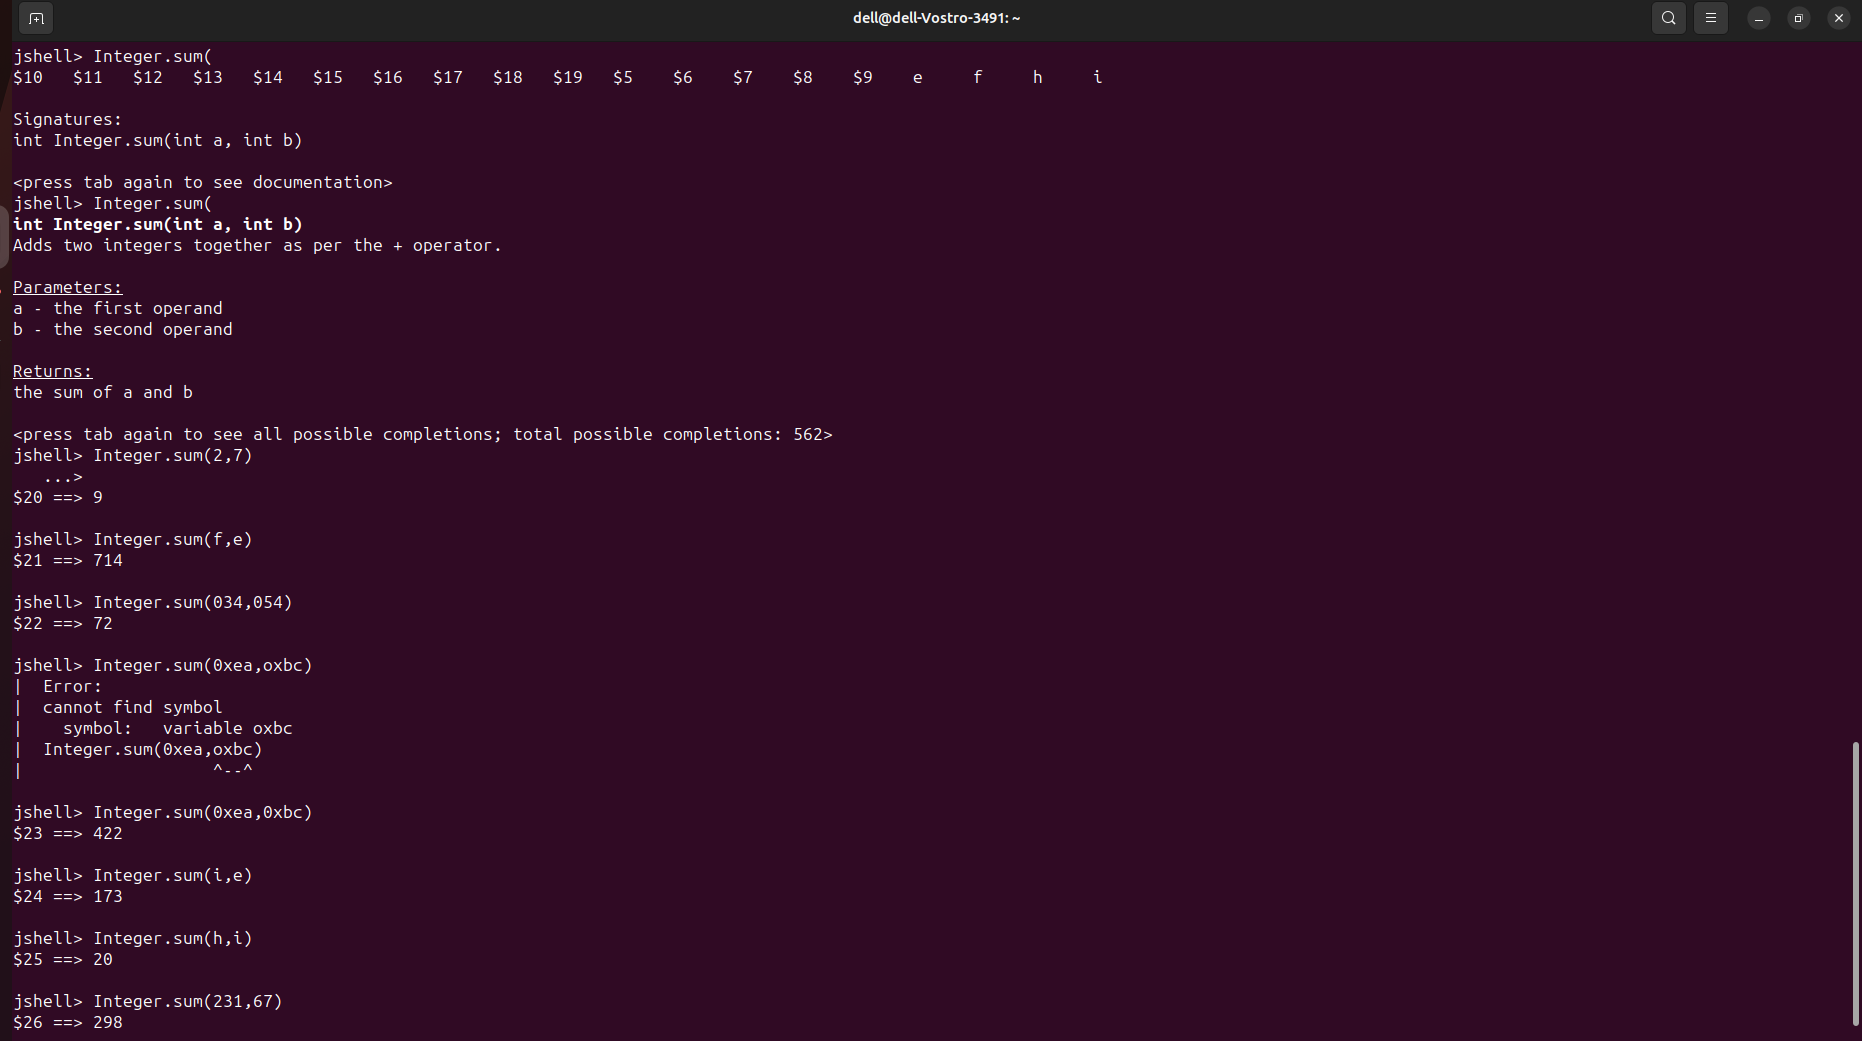 dell@dell-Vostro-3491: ~
jshell> Integer.sum(
$10   $11   $12   $13   $14   $15   $16   $17   $18   $19   $5    $6    $7    $8    $9    e     f     h     i
Signatures:
int Integer.sum(int a, int b)
<press tab again to see documentation>
jshell> Integer.sum(
int Integer.sum(int a, int b)
Adds two integers together as per the + operator.
Parameters:
a - the first operand
b - the second operand
Returns:
the sum of a and b
<press tab again to see all possible completions; total possible completions: 562>
jshell> Integer.sum(2,7)
   ...>
$20 ==> 9
jshell> Integer.sum(f,e)
$21 ==> 714
jshell> Integer.sum(034,054)
$22 ==> 72
jshell> Integer.sum(0xea,oxbc)
|  Error:
|  cannot find symbol
|    symbol:   variable oxbc
|  Integer.sum(0xea,oxbc)
|                   ^--^
jshell> Integer.sum(0xea,0xbc)
$23 ==> 422
jshell> Integer.sum(i,e)
$24 ==> 173
jshell> Integer.sum(h,i)
$25 ==> 20
jshell> Integer.sum(231,67)
$26 ==> 298